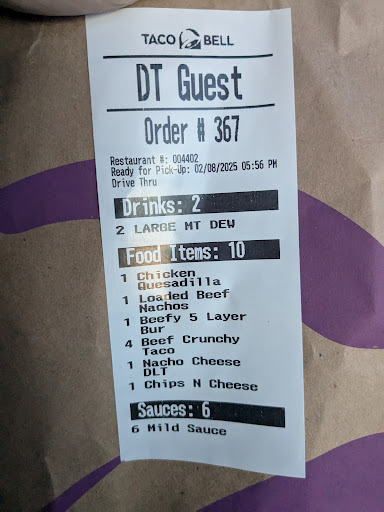 TACO BELL
DT Guest
Order # 367
Restaurant #: 004402
Ready for Pick-Up: 02/08/2025 05:56 PM
Drive Thru
Drinks: 2
2 LARGE MT DEW
Food Items: 10
1 Chicken
Quesadilla
1 Loaded Beef
Nachos
1 Beefy 5 Layer
Bur
4 Beef Crunchy
Taco
1 Nacho Cheese
DLT
1 Chips N Cheese
Sauces: 6
6 Mild Sauce